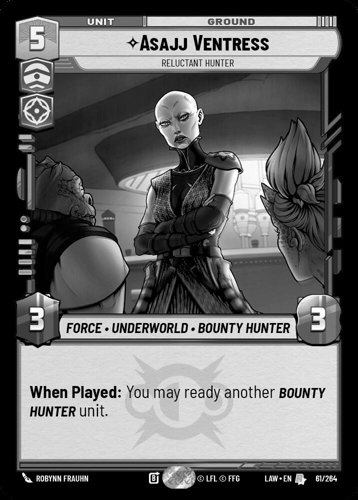 UNIT
GROUND
5
ASAJJ VENTRESS
RELUCTANT HUNTER
3
FORCE • UNDERWORLD • BOUNTY HUNTER
3
When Played: You may ready another BOUNTY
HUNTER unit.
ROBYNN FRAUHN
© LFL © FFG
LAW • EN
61/264